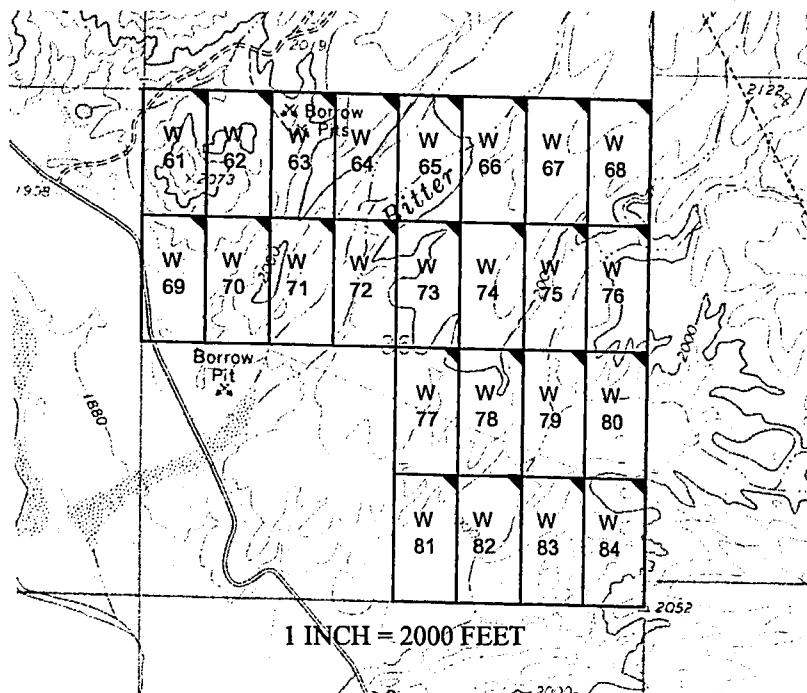 2019
2122
Borrow
Pits
W W W W W W W W
61 62 63 64 65 66 67 68
2073
Bitter
1938
W W W W W W W W
69 70 71 72 73 74 75 76
2000
Borrow
Pit
1880
W W W W
77 78 79 80
W W W W
81 82 83 84
2052
1 INCH = 2000 FEET